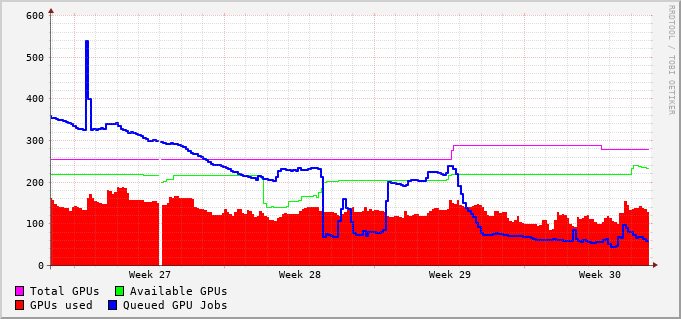 600
500
400
300
200
100
0
Week 27 Week 28 Week 29 Week 30
Total GPUs Available GPUs
GPUs used Queued GPU Jobs
RRDTOOL / TOBI OETIKER